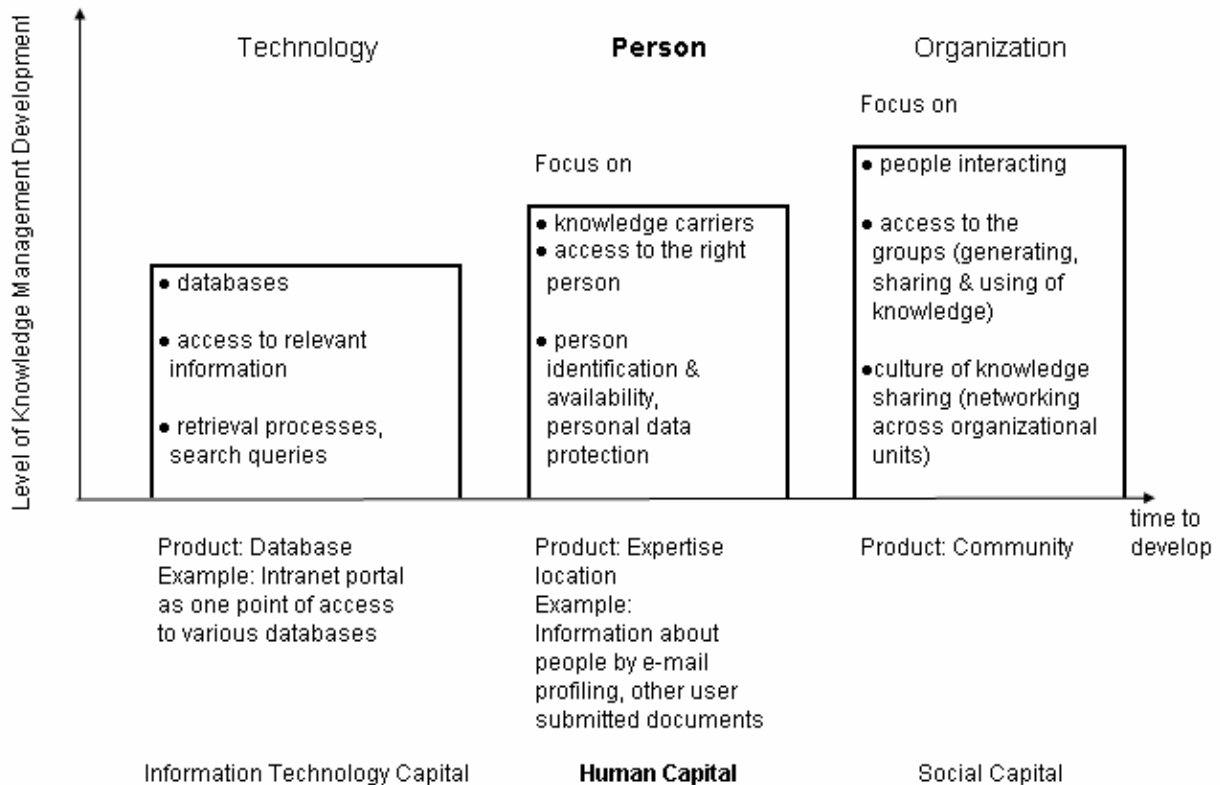 Level of Knowledge Management Development
Technology
Person
Organization
Focus on
● people interacting
● access to the
groups (generating,
sharing & using of
knowledge)
●culture of knowledge
sharing (networking
across organizational
units)
Focus on
● knowledge carriers
● access to the right
person
● person
identification &
availability,
personal data
protection
● databases
● access to relevant
information
● retrieval processes,
search queries
time to
develop
Product: Database
Example: Intranet portal
as one point of access
to various databases
Product: Expertise
location
Example:
Information about
people by e-mail
profiling, other user
submitted documents
Product: Community
Information Technology Capital
Human Capital
Social Capital